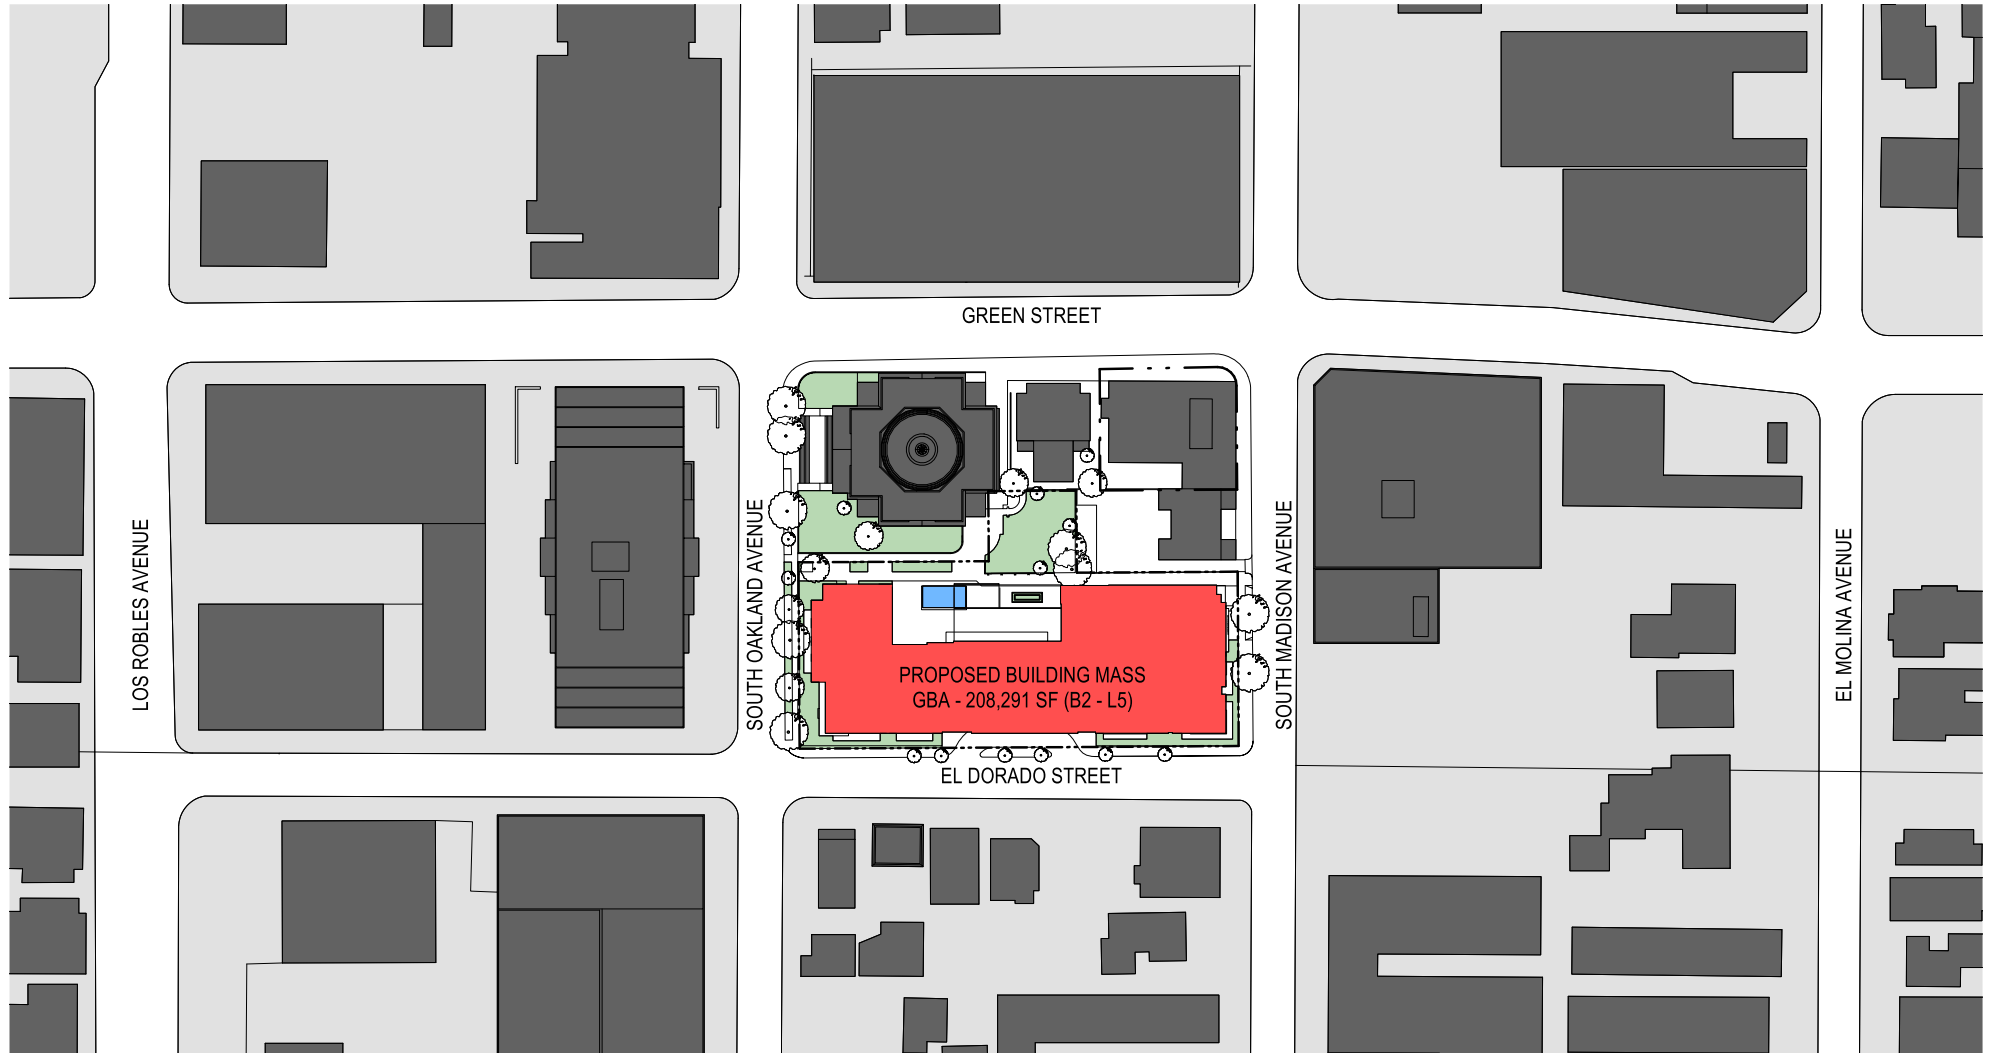 GREEN STREET
LOS ROBLES AVENUE
SOUTH OAKLAND AVENUE
SOUTH MADISON AVENUE
EL MOLINA AVENUE
PROPOSED BUILDING MASS
GBA - 208,291 SF (B2 - L5)
EL DORADO STREET